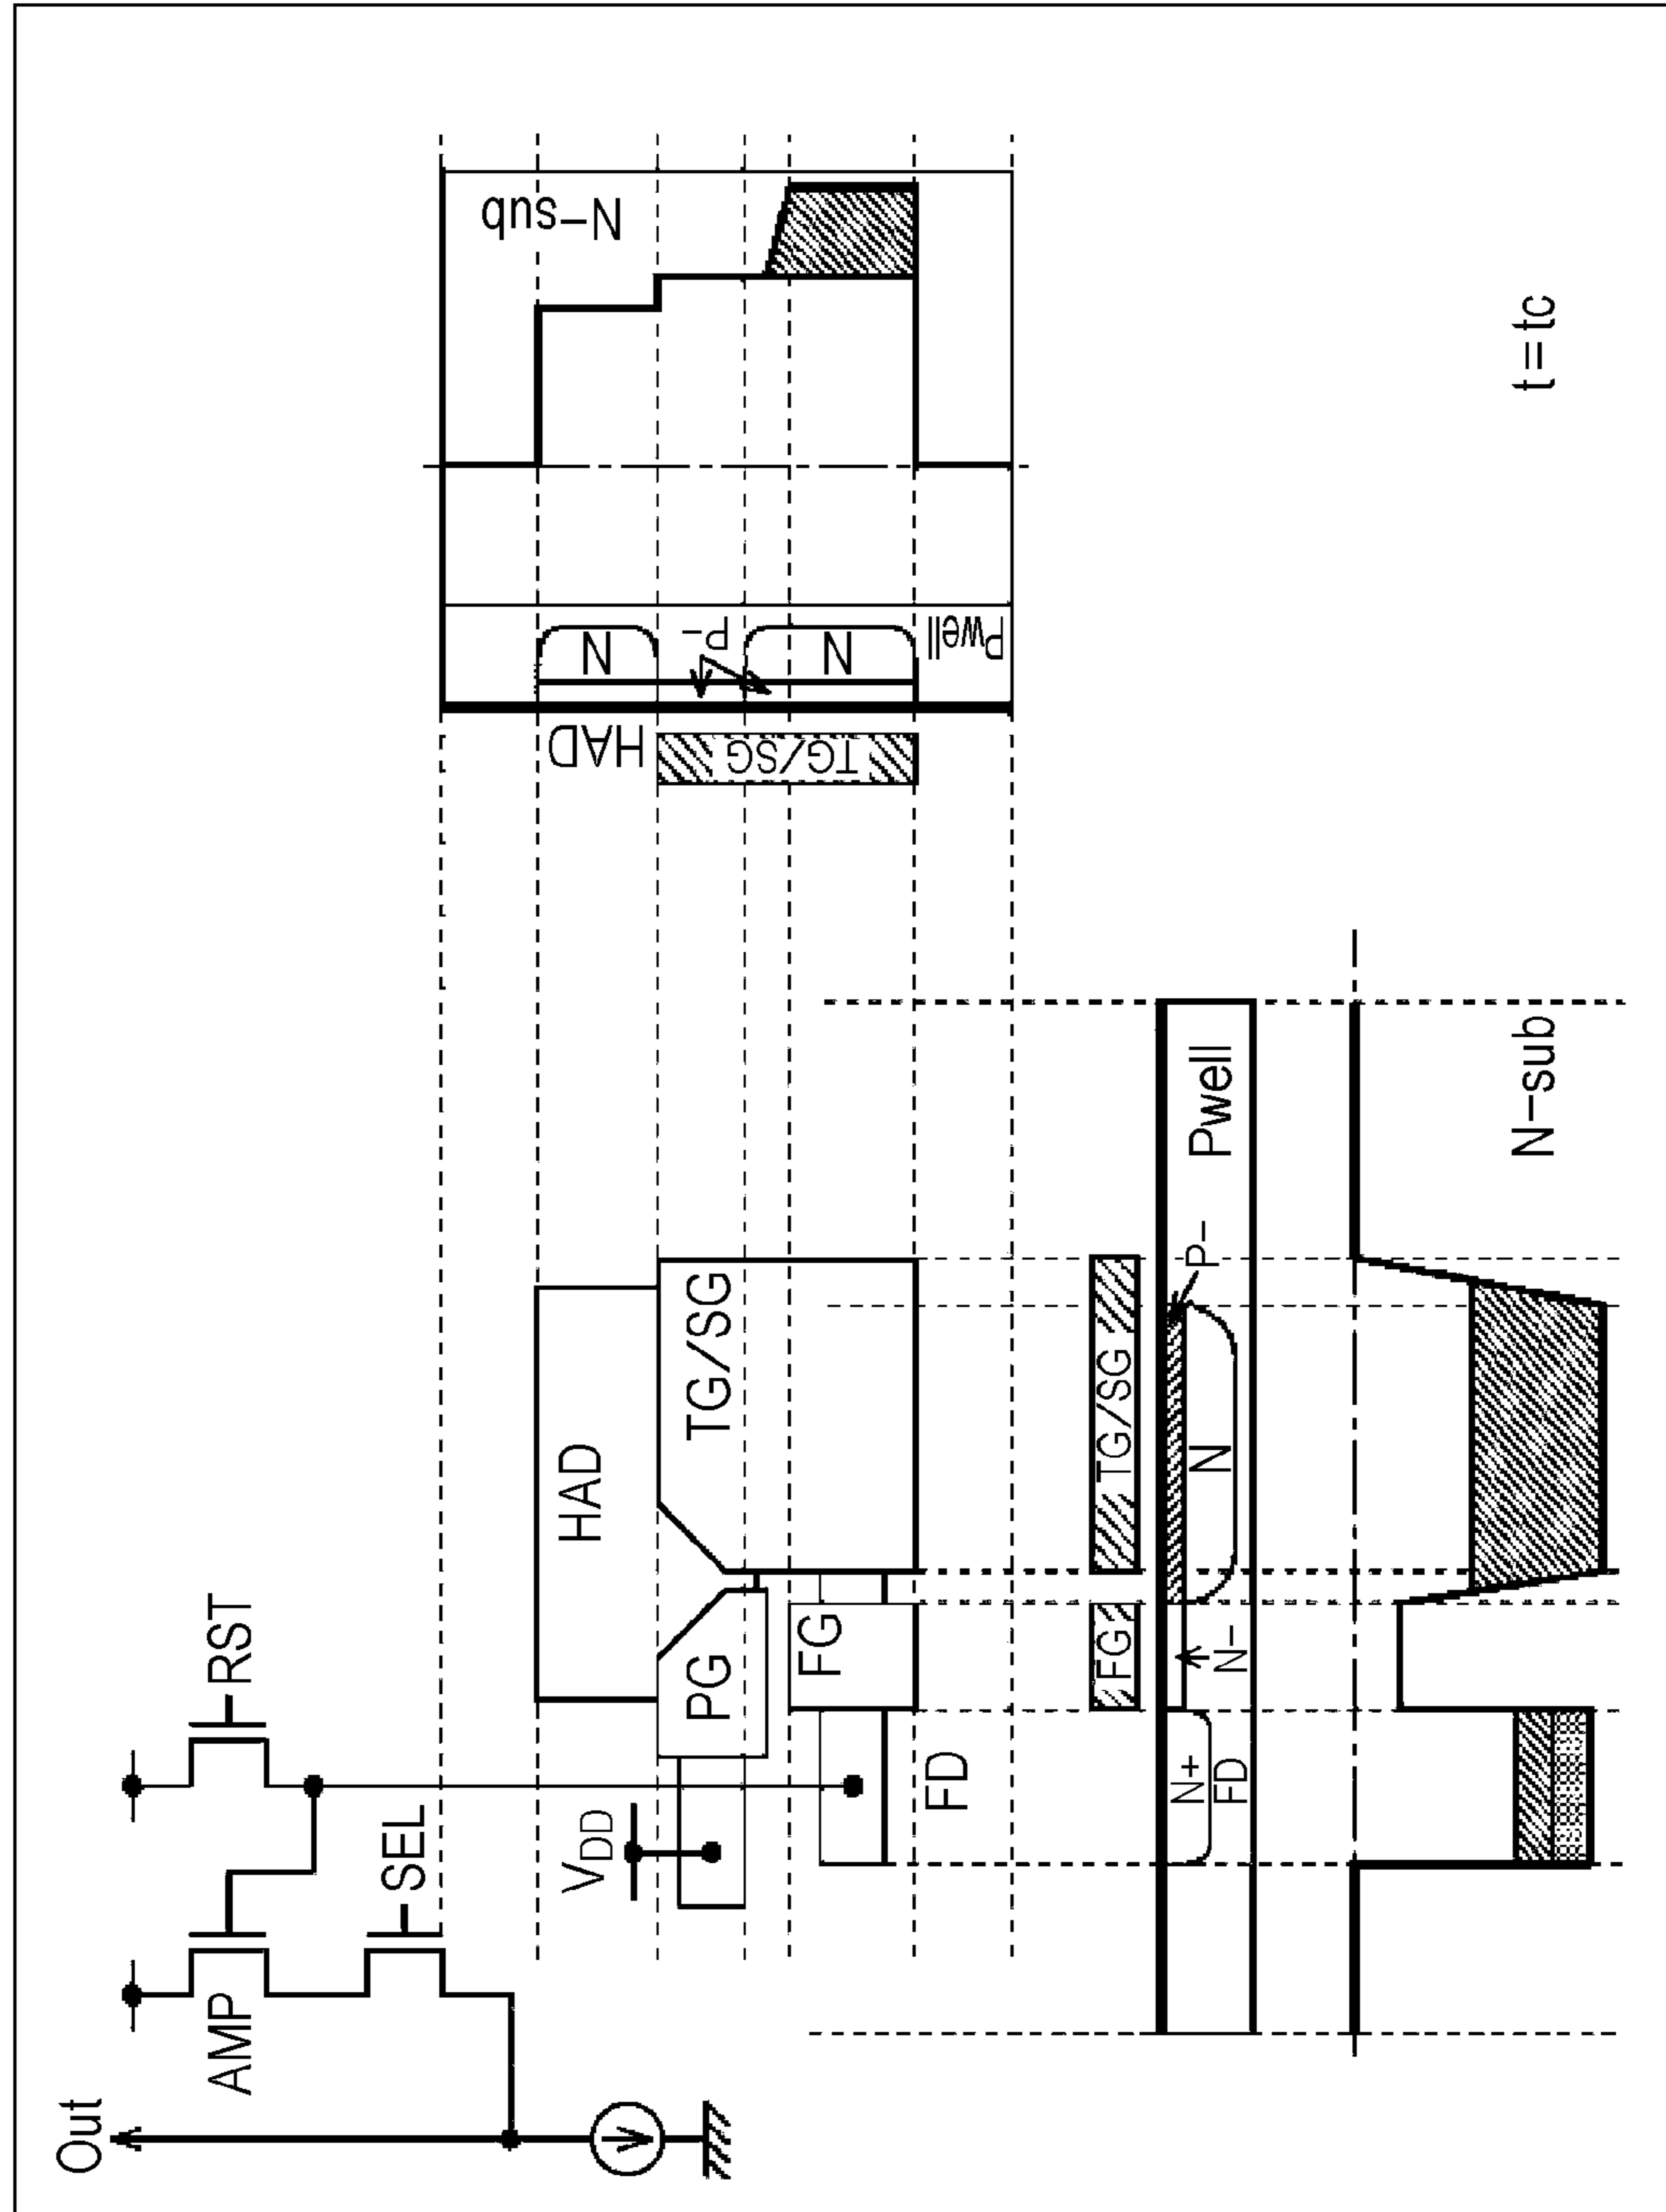 Out
AMP
SEL
RST
VDD
HAD
PG
TG/SG
FG
FD
HAD
TG/SG
N
P-
N
Pwell
N-sub
FG
TG/SG
N+
FD
N-
N
P-
Pwell
N-sub
t=tc